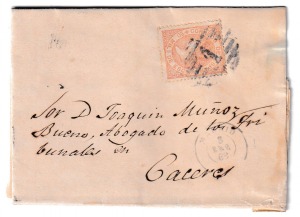 Sor D Joaquin Muñoz
Bueno, Abogado de los Tri
bunales en
Caceres